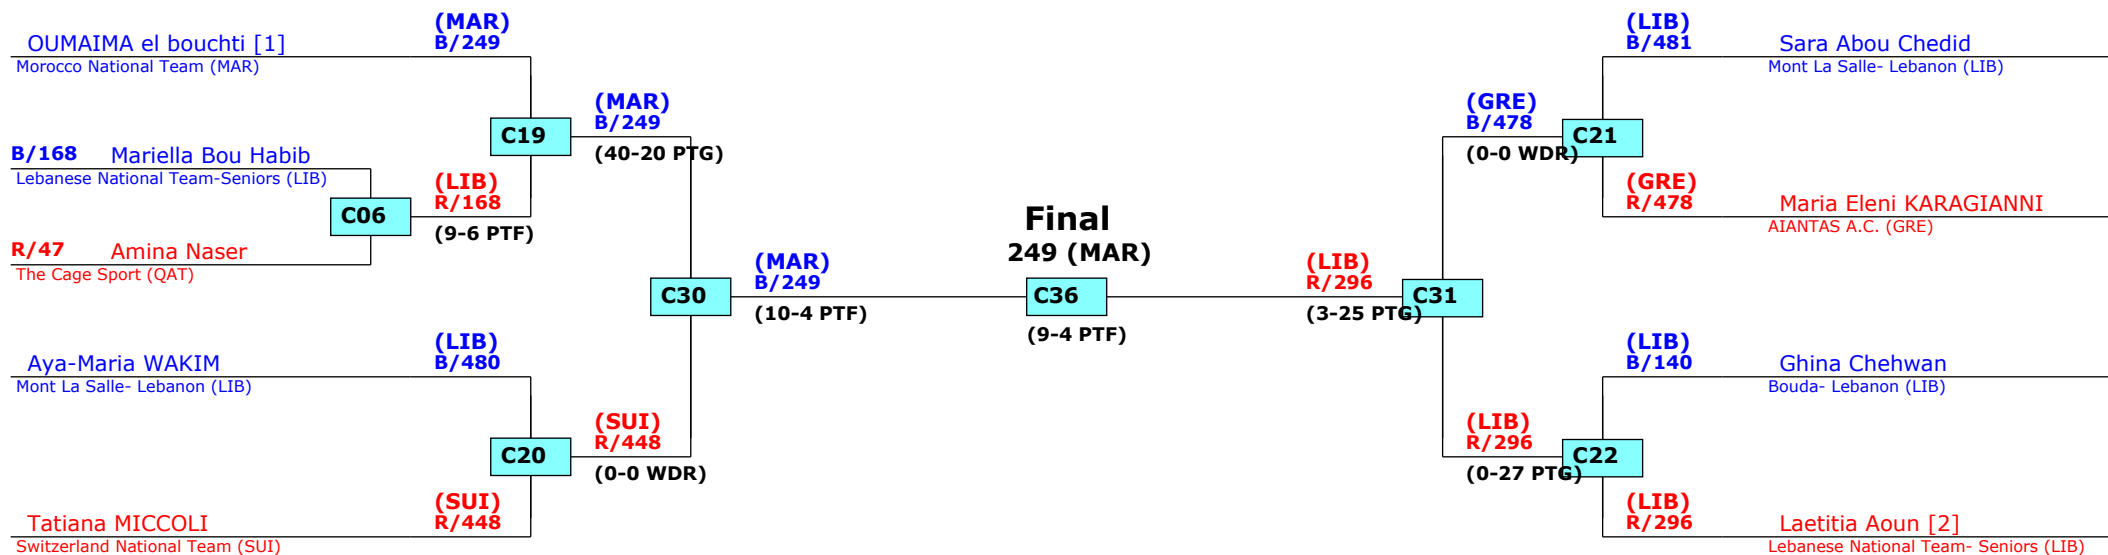 (MAR)
OUMAIMA el bouchti [1] B/249
Morocco National Team (MAR)
(MAR)
B/249
C19
(40-20 PTG)
B/168 Mariella Bou Habib
Lebanese National Team-Seniors (LIB)
(LIB)
R/168
C06
(9-6 PTF)
R/47 Amina Naser
The Cage Sport (QAT)
C30
(MAR)
B/249
(10-4 PTF)
(LIB)
Aya-Maria WAKIM B/480
Mont La Salle- Lebanon (LIB)
(SUI)
R/448
C20
(0-0 WDR)
(SUI)
Tatiana MICCOLI R/448
Switzerland National Team (SUI)
Final
249 (MAR)
C36
(9-4 PTF)
(LIB)
R/296
C31
(3-25 PTG)
(LIB)
B/481 Sara Abou Chedid
Mont La Salle- Lebanon (LIB)
(GRE)
B/478
C21
(0-0 WDR)
(GRE)
R/478 Maria Eleni KARAGIANNI
AIANTAS A.C. (GRE)
(LIB)
B/140 Ghina Chehwan
Bouda- Lebanon (LIB)
(LIB)
R/296
C22
(0-27 PTG)
(LIB)
R/296 Laetitia Aoun [2]
Lebanese National Team- Seniors (LIB)